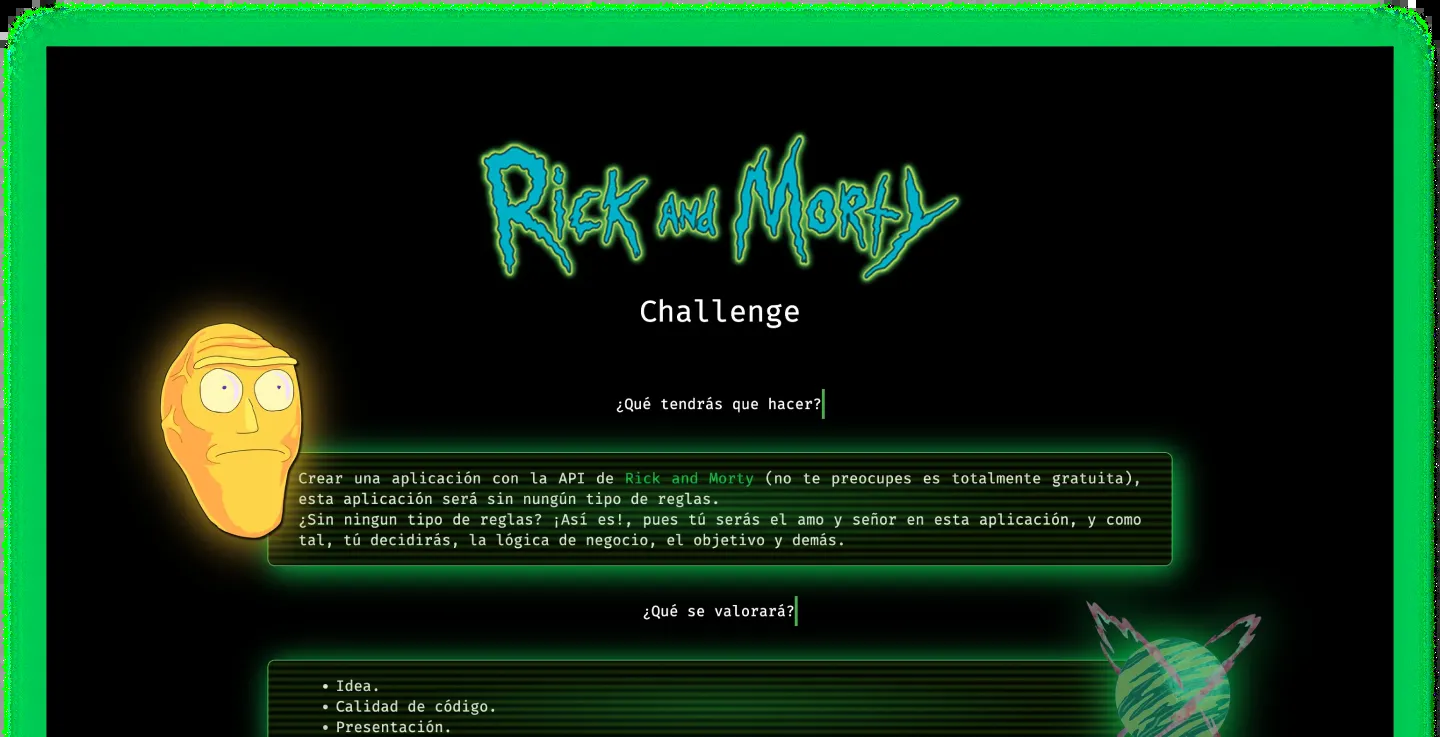 Rick and Morty
Challenge
¿Qué tendrás que hacer?
Crear una aplicación con la API de Rick and Morty (no te preocupes es totalmente gratuita),
esta aplicación será sin nungún tipo de reglas.
¿Sin ningun tipo de reglas? ¡Así es!, pues tú serás el amo y señor en esta aplicación, y como
tal, tú decidirás, la lógica de negocio, el objetivo y demás.
¿Qué se valorará?
• Idea.
• Calidad de código.
• Presentación.